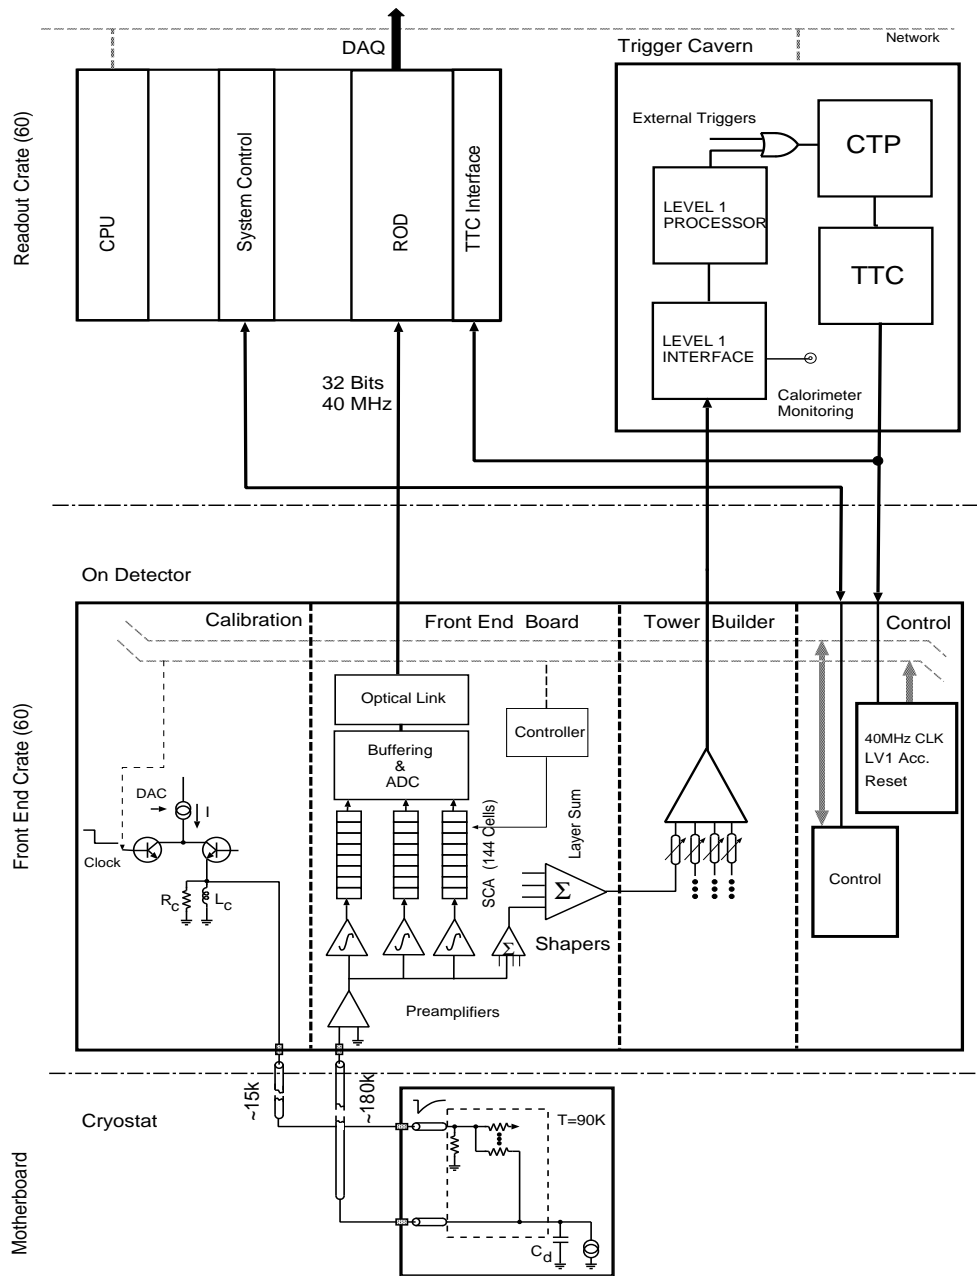 DAQ
Network
Trigger Cavern
Readout Crate (60)
CPU
System Control
ROD
TTC Interface
External Triggers
CTP
LEVEL 1
PROCESSOR
TTC
LEVEL 1
INTERFACE
Calorimeter
Monitoring
32 Bits
40 MHz
On Detector
Front End Crate (60)
Calibration
Front End Board
Tower Builder
Control
Optical Link
Controller
Buffering
&
ADC
40MHz CLK
LV1 Acc.
Reset
DAC
I
Clock
SCA (144 Cells)
Layer Sum
Σ
Control
Rc
Lc
Σ
Shapers
Preamplifiers
~15k
~180k
Cryostat
T=90K
Motherboard
Cd